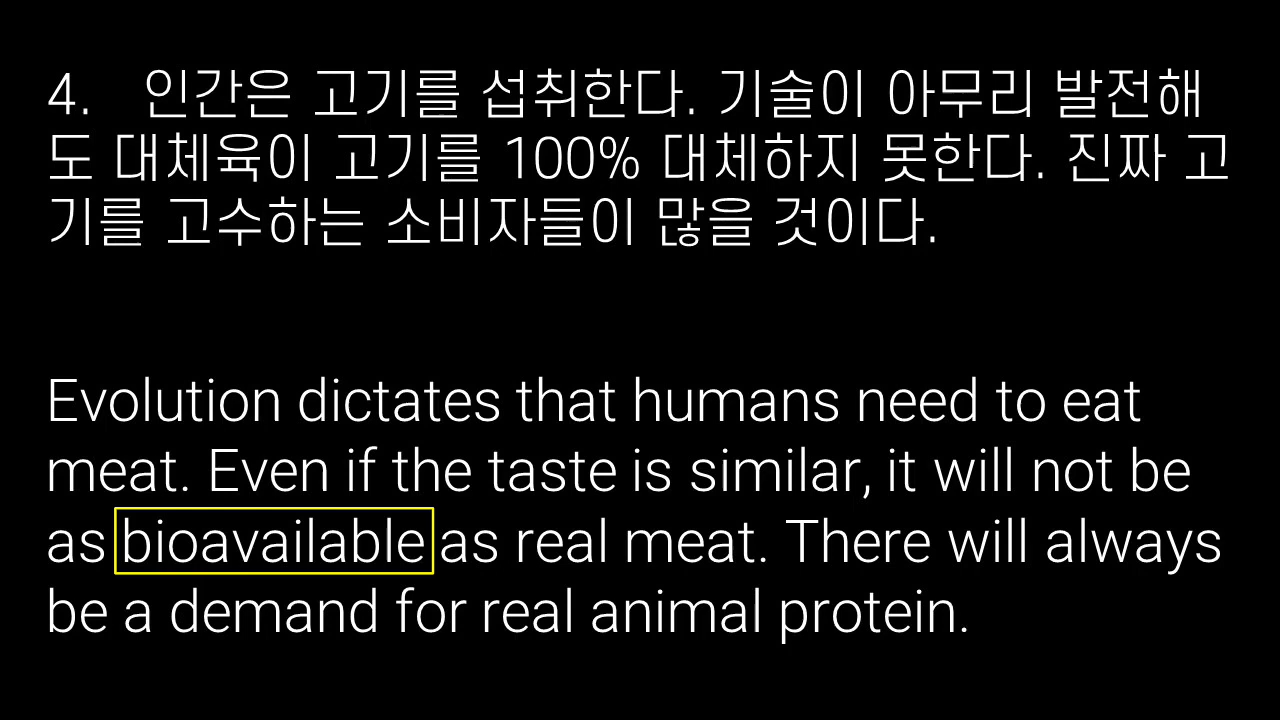 4. 인간은 고기를 섭취한다. 기술이 아무리 발전해
도 대체육이 고기를 100% 대체하지 못한다. 진짜 고
기를 고수하는 소비자들이 많을 것이다.
Evolution dictates that humans need to eat
meat. Even if the taste is similar, it will not be
as bioavailable as real meat. There will always
be a demand for real animal protein.